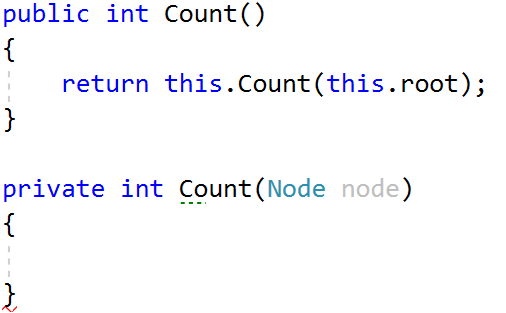 public int Count()
{
    return this.Count(this.root);
}
private int Count(Node node)
{
}